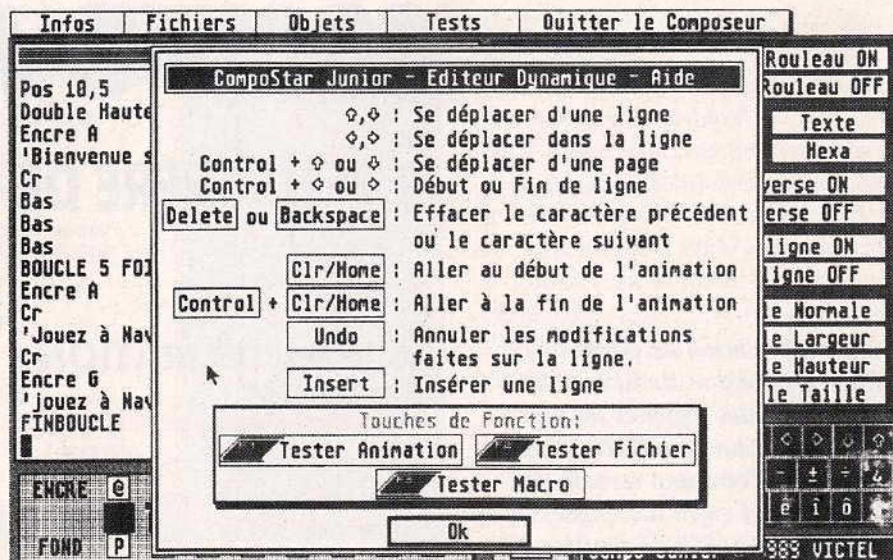 Infos | Fichiers | Objets | Tests | Quitter le Composeur
Pos 10,5
Double Haute
Encre A
'Bienvenue s
Cr
Bas
Bas
Bas
BOUCLE 5 FOI
Encre A
Cr
'Jouez à Nav
Cr
Encre G
'jouez à Nav
FINBOUCLE
CompoStar Junior - Editeur Dynamique - Aide
⇧,⇩ : Se déplacer d'une ligne
⇦,⇨ : Se déplacer dans la ligne
Control + ⇧ ou ⇩ : Se déplacer d'une page
Control + ⇦ ou ⇨ : Début ou Fin de ligne
Delete ou Backspace : Effacer le caractère précédent
ou le caractère suivant
Clr/Home : Aller au début de l'animation
Control + Clr/Home : Aller à la fin de l'animation
Undo : Annuler les modifications
faites sur la ligne.
Insert : Insérer une ligne
Touches de Fonction:
Tester Animation
Tester Fichier
Tester Macro
Ok
Rouleau ON
Rouleau OFF
Texte
Hexa
verse ON
erse OFF
ligne ON
ligne OFF
le Normale
le Largeur
le Hauteur
le Taille
- ± ÷
ê î ô
ENCRE @
FOND P
VICTEL